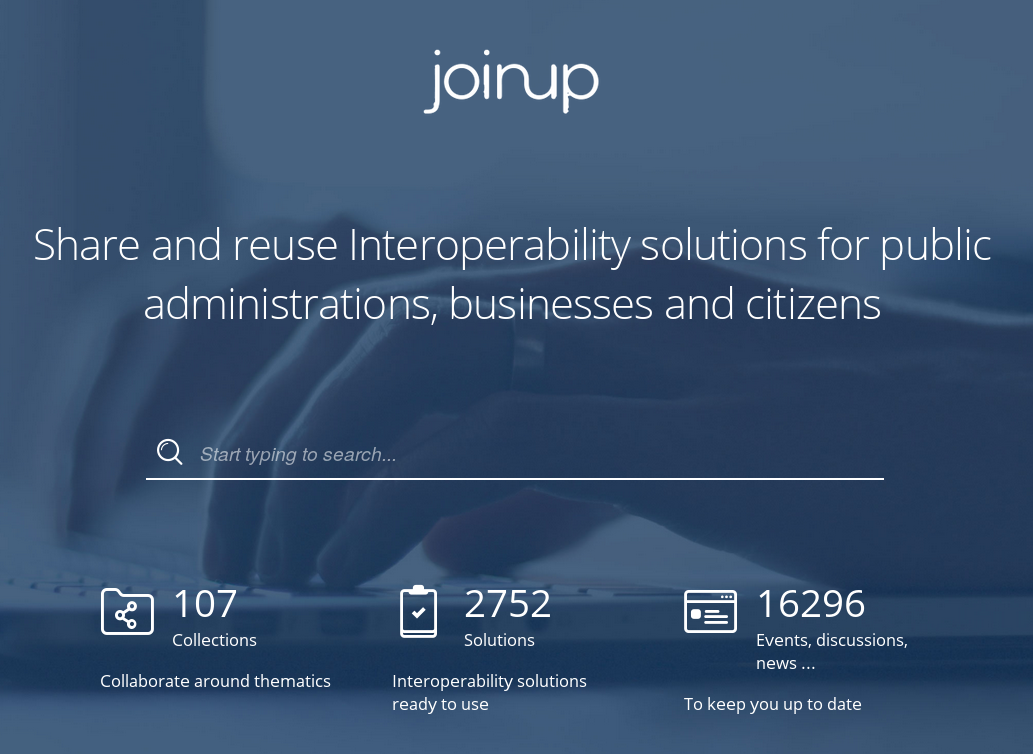 joinup
Share and reuse Interoperability solutions for public
administrations, businesses and citizens
Start typing to search...
107
Collections
Collaborate around thematics
2752
Solutions
Interoperability solutions
ready to use
16296
Events, discussions,
news ...
To keep you up to date